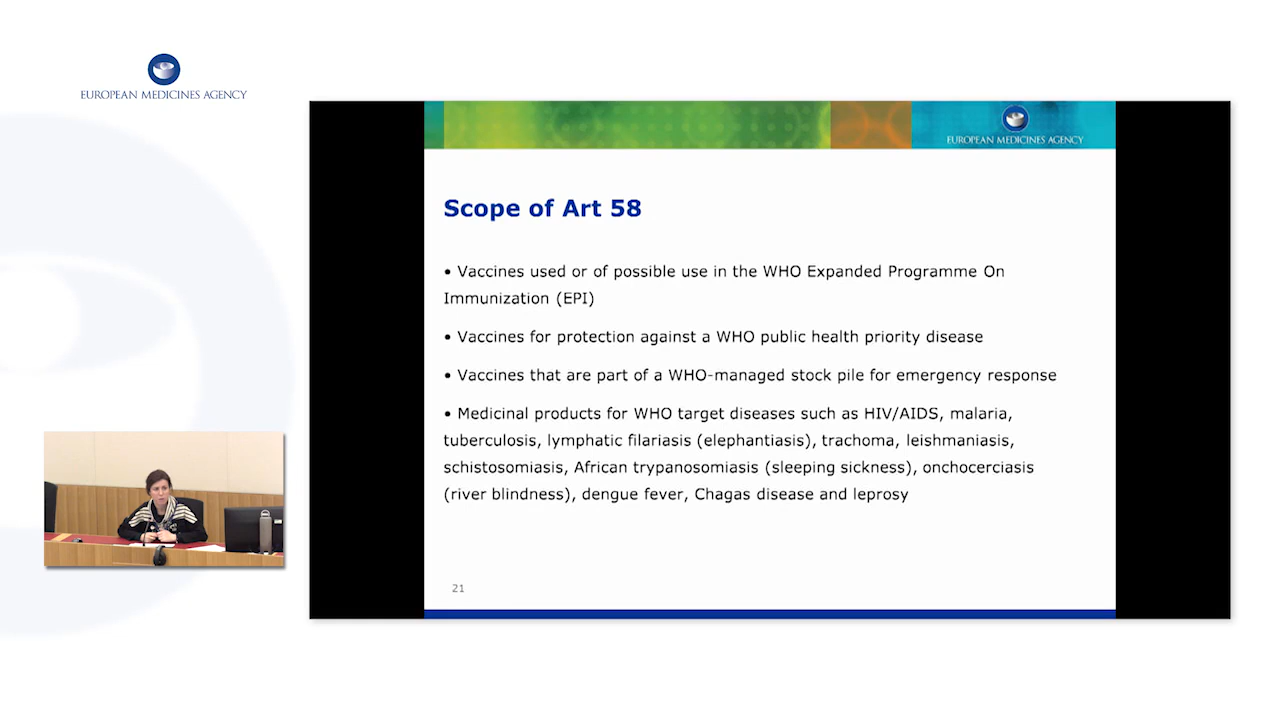 EUROPEAN MEDICINES AGENCY
EUROPEAN MEDICINES AGENCY
Scope of Art 58
• Vaccines used or of possible use in the WHO Expanded Programme On
Immunization (EPI)
• Vaccines for protection against a WHO public health priority disease
• Vaccines that are part of a WHO-managed stock pile for emergency response
• Medicinal products for WHO target diseases such as HIV/AIDS, malaria,
tuberculosis, lymphatic filariasis (elephantiasis), trachoma, leishmaniasis,
schistosomiasis, African trypanosomiasis (sleeping sickness), onchocerciasis
(river blindness), dengue fever, Chagas disease and leprosy
21